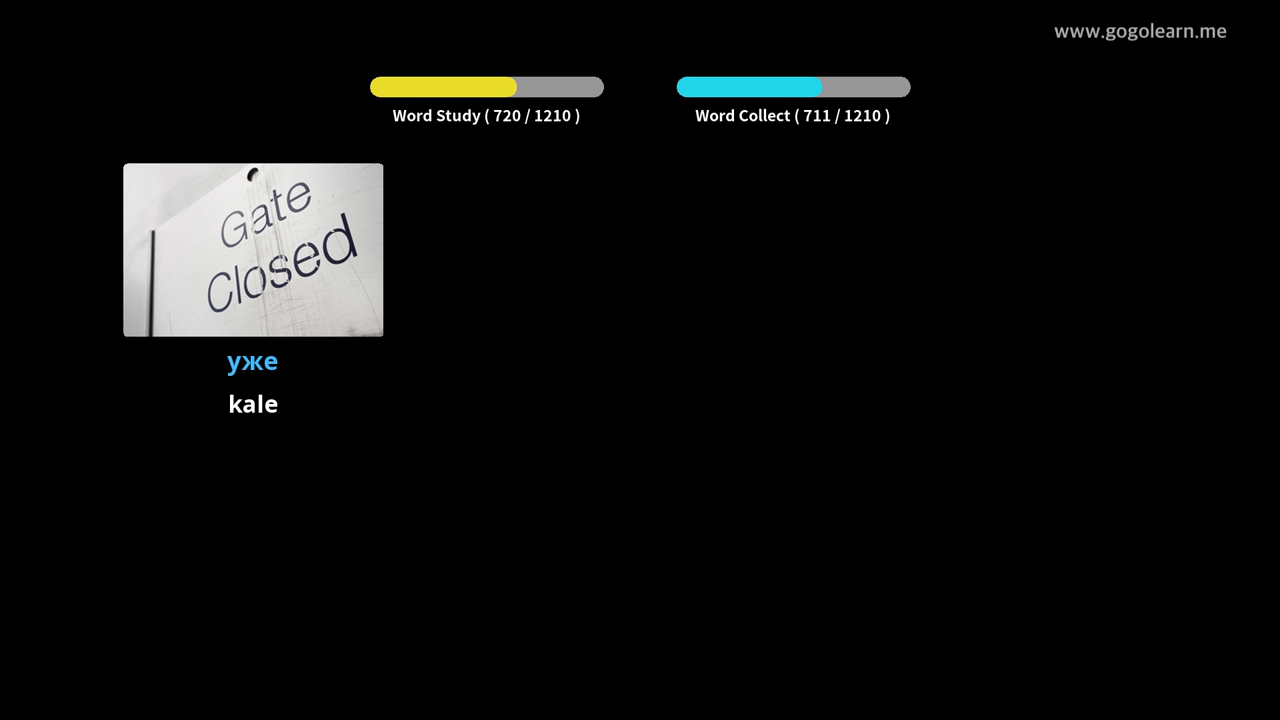 www.gogolearn.me
Word Study ( 720 / 1210 )
Word Collect ( 711 / 1210 )
Gate
Closed
уже
kale